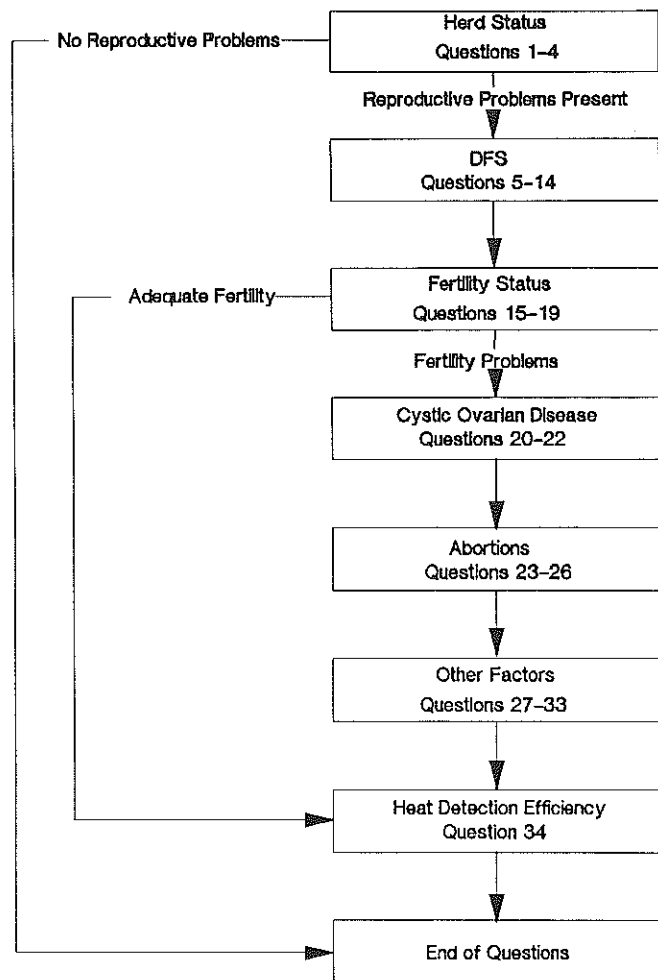 Herd Status
No Reproductive Problems
Questions 1-4
Reproductive Problems Present
DFS
Questions 5-14
Fertility Status
Adequate Fertility
Questions 15-19
Fertility Problems
Cystic Ovarian Disease
Questions 20-22
Abortions
Questions 23-26
Other Factors
Questions 27-33
Heat Detection Efficiency
Question 34
End of Questions